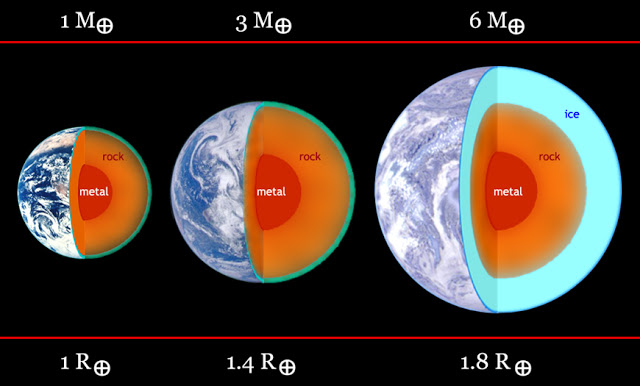 1 M⊕ 3 M⊕ 6 M⊕
ice
rock rock rock
metal metal metal
1 R⊕ 1.4 R⊕ 1.8 R⊕